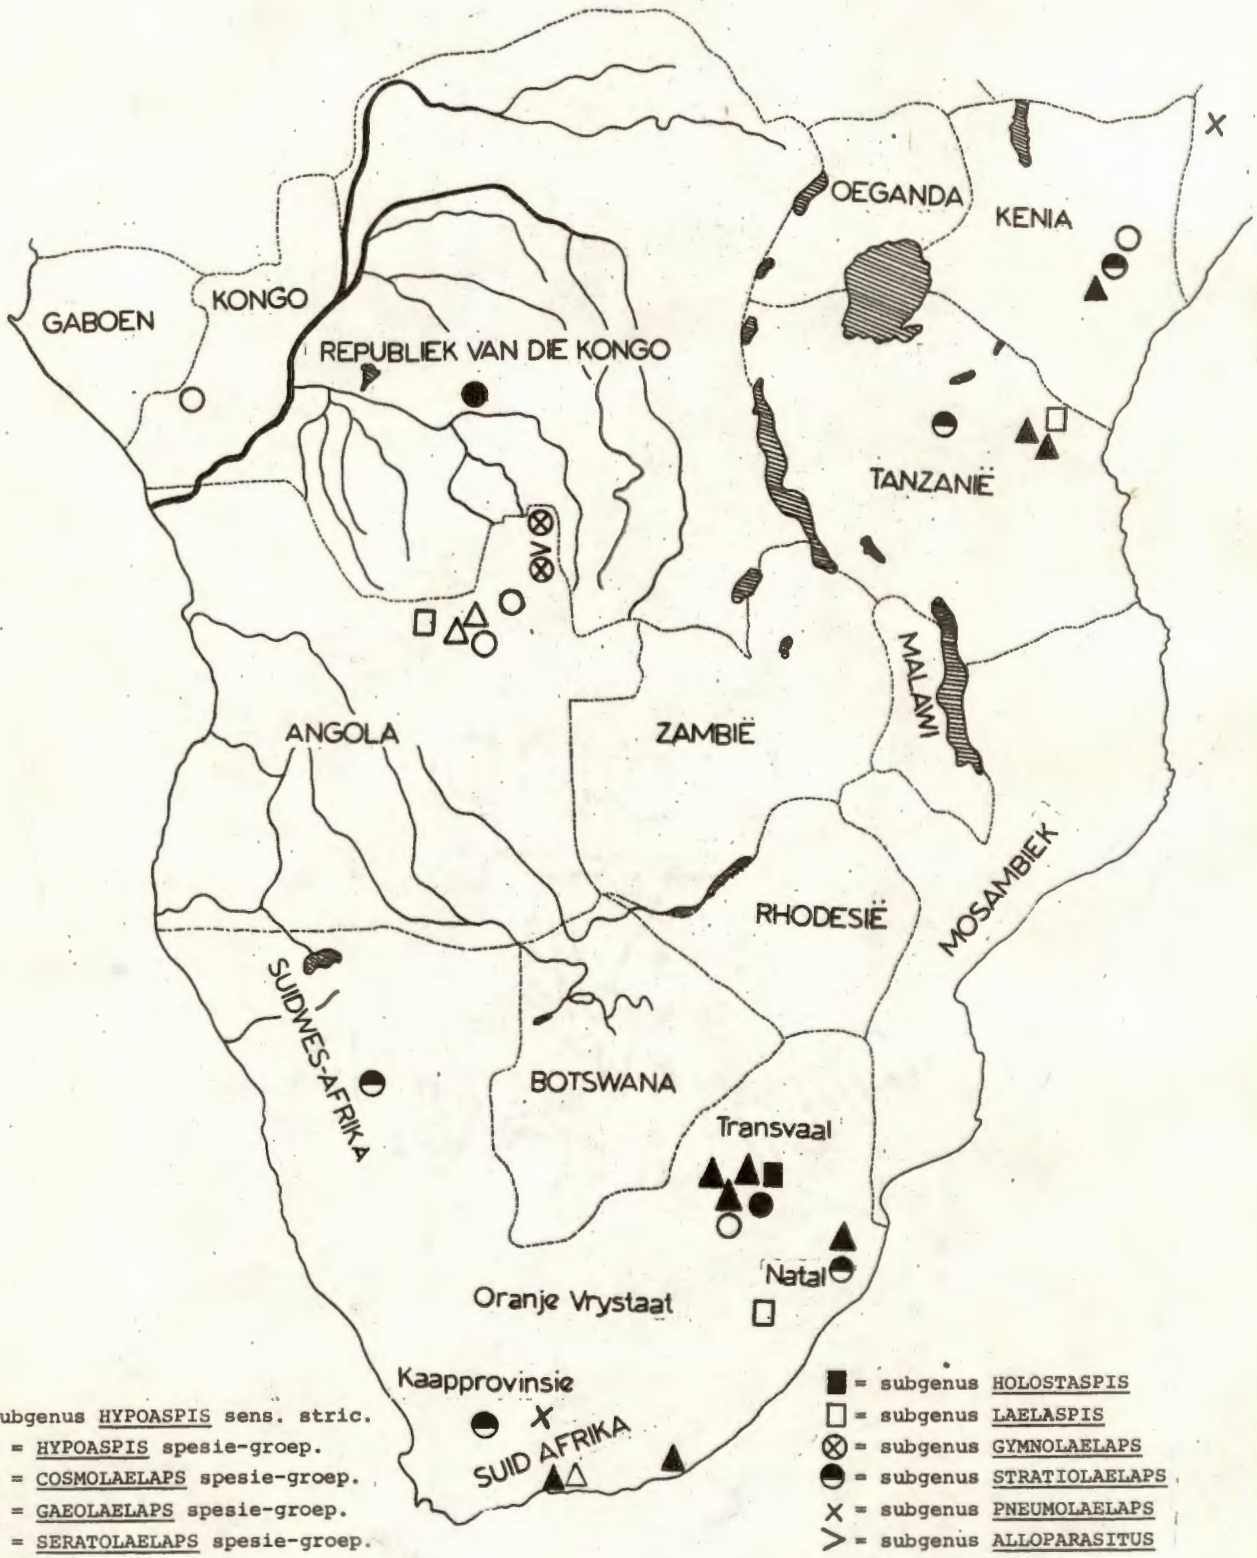 OEGANDA
KENIA
GABOEN
KONGO
REPUBLIEK VAN DIE KONGO
TANZANIË
MALAWI
ANGOLA
ZAMBIË
RHODESIË
MOSAMBIEK
SUIDWES-AFRIKA
BOTSWANA
Transvaal
Natal
Oranje Vrystaat
Kaapprovinsie
SUID AFRIKA
ubgenus HYPOASPIS sens. stric.
= HYPOASPIS spesie-groep.
= COSMOLAELAPS spesie-groep.
= GAEOLAELAPS spesie-groep.
= SERATOLAELAPS spesie-groep.
= subgenus HOLOSTASPIS
= subgenus LAELASPIS
= subgenus GYMNOLAELAPS
= subgenus STRATIOLAELAPS
= subgenus PNEUMOLAELAPS
= subgenus ALLOPARASITUS